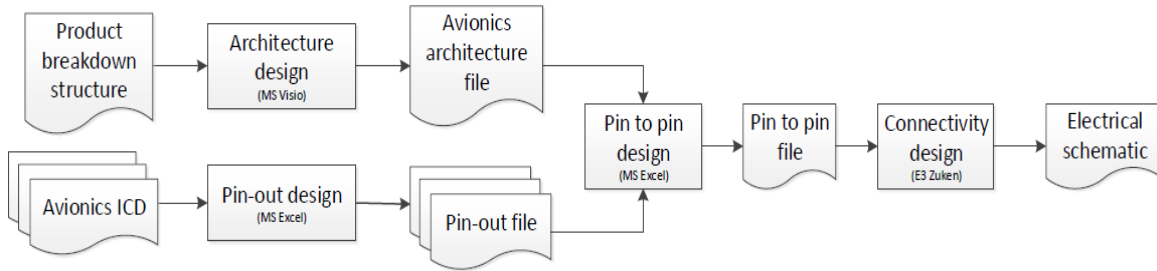 Product
breakdown
structure
Architecture
design
(MS Visio)
Avionics
architecture
file
Avionics ICD
Pin-out design
(MS Excel)
Pin-out file
Pin to pin
design
(MS Excel)
Pin to pin
file
Connectivity
design
(E3 Zuken)
Electrical
schematic